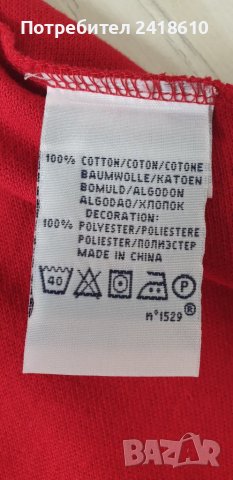 Потребител 2418610
100% COTTON/COTON/COTONE
BAUMWOLLE/KATOEN
BOMULD/ALGODON
ALGODAO/ХЛОПОК
DECORATION:
100% POLYESTER/POLIESTERE
POLIESTER/ПОЛИЭСТЕР
MADE IN CHINA
40 P
n°1529 ®
BAZAR